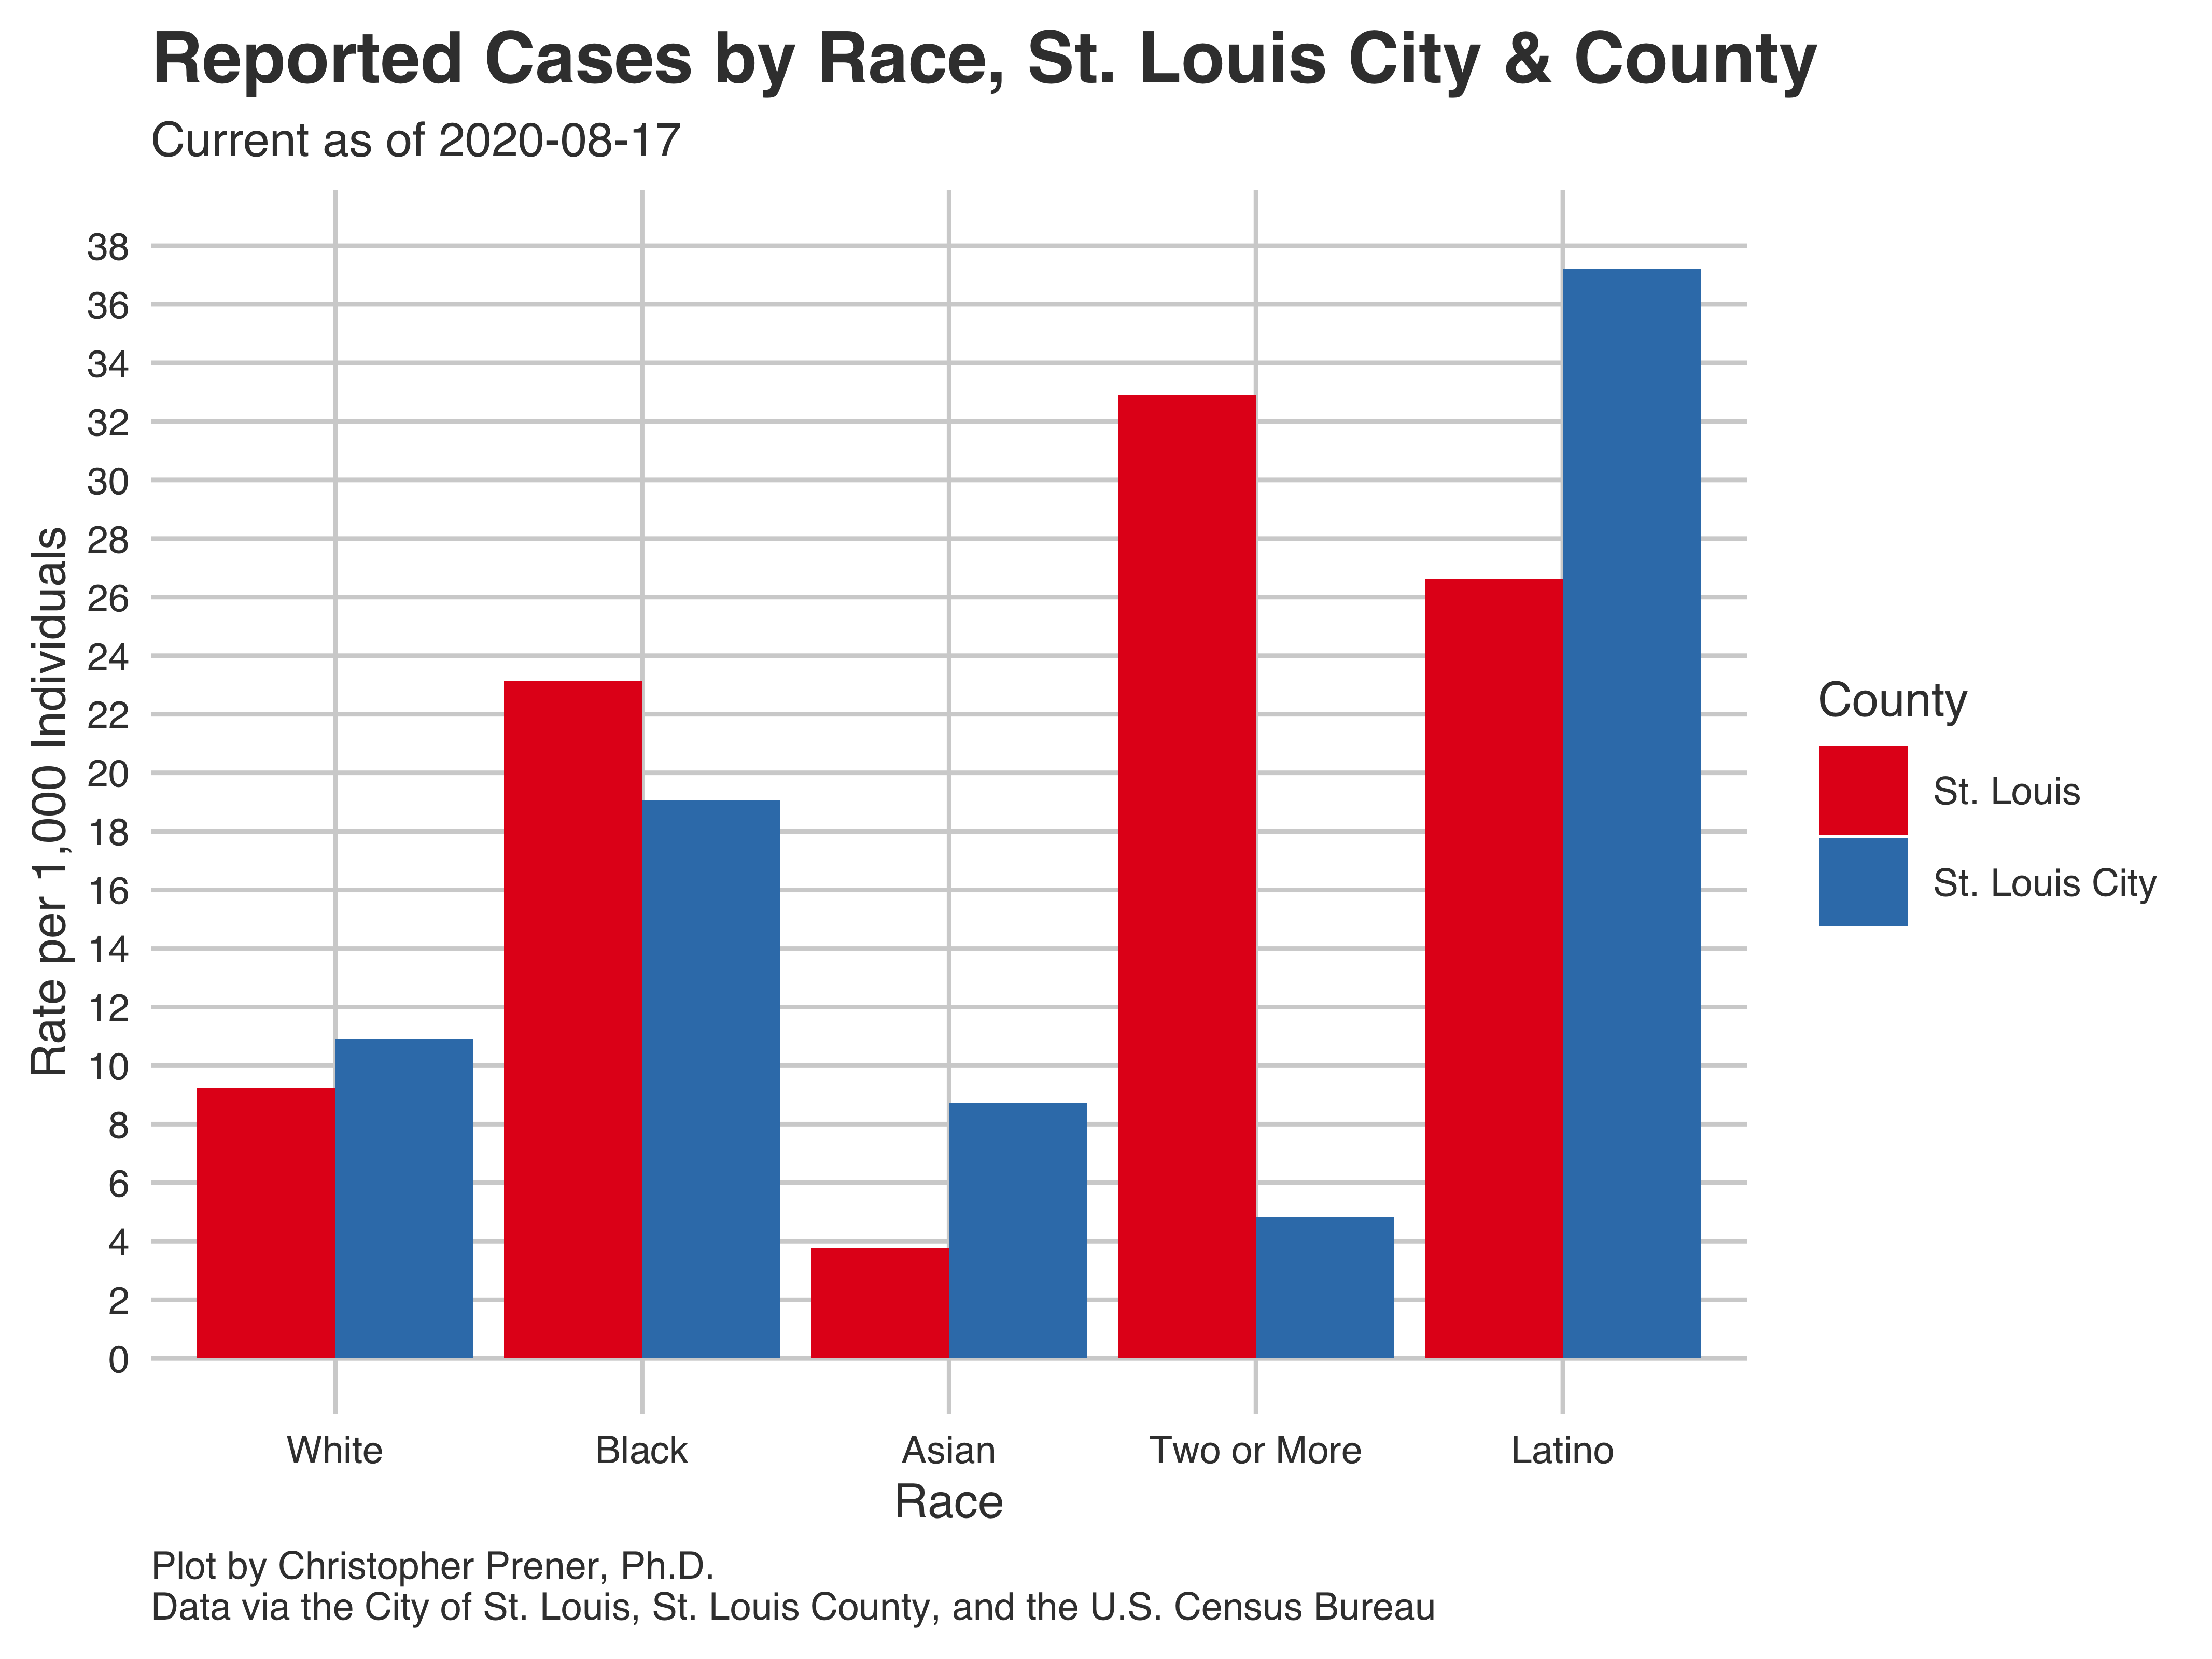 Reported Cases by Race, St. Louis City & County
Current as of 2020-08-17
Rate per 1,000 Individuals
38
36
34
32
30
28
26
24
22
20
18
16
14
12
10
8
6
4
2
0
White
Black
Asian
Two or More
Latino
Race
County
St. Louis
St. Louis City
Plot by Christopher Prener, Ph.D.
Data via the City of St. Louis, St. Louis County, and the U.S. Census Bureau